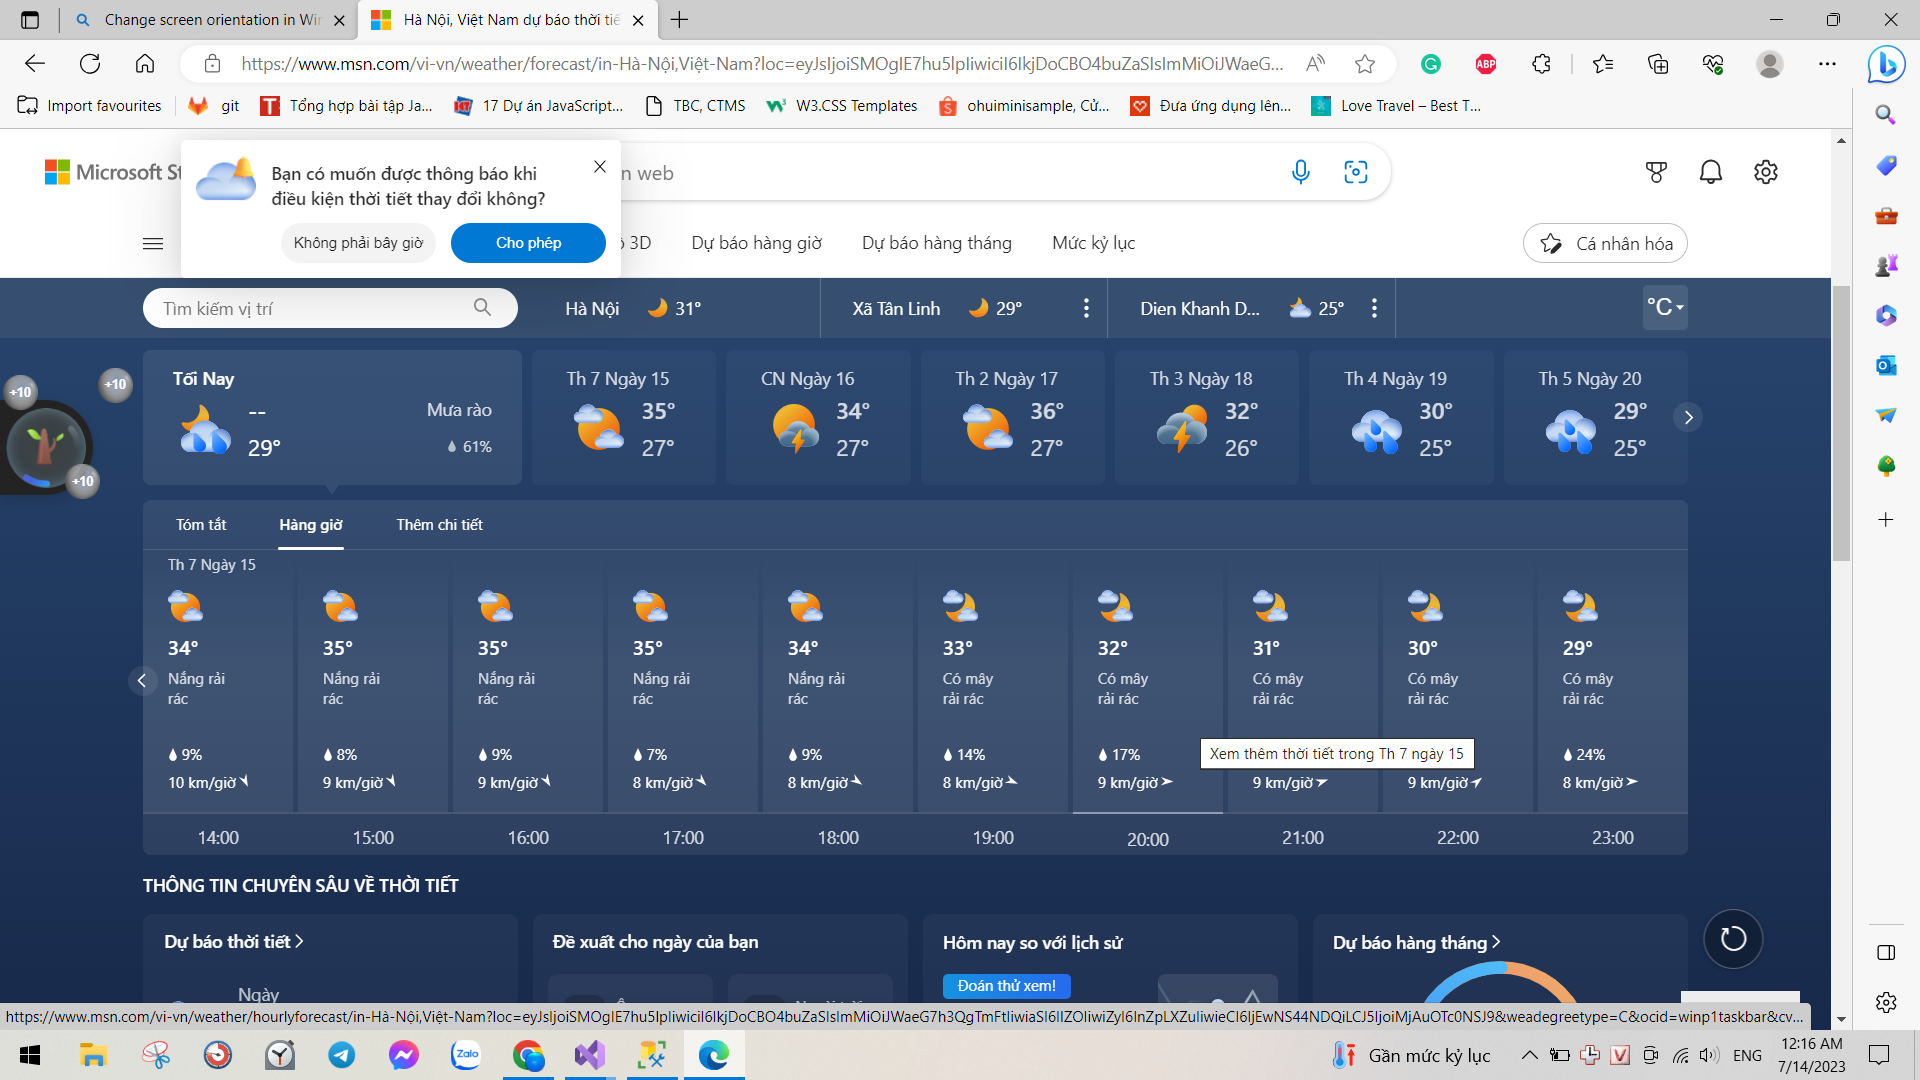 Change screen orientation in Wi
Hà Nội, Việt Nam dự báo thời tiế
https://www.msn.com/vi-vn/weather/forecast/in-Hà-Nội,Việt-Nam?loc=
ABP
Import favourites
git
Tổng hợp bài tập Ja...
17 Dự án JavaScript...
TBC, CTMS
W3.CSS Templates
ohuiminisample, Cử...
Đưa ứng dụng lên...
Love Travel – Best T...
Microsoft St
Bạn có muốn được thông báo khi
điều kiện thời tiết thay đổi không?
Không phải bây giờ
Cho phép
n web
3D
Dự báo hàng giờ
Dự báo hàng tháng
Mức kỷ lục
Cá nhân hóa
Tìm kiếm vị trí
Hà Nội
31°
Xã Tân Linh
29°
Dien Khanh D...
25°
°C
+10
+10
+10
Tối Nay
--
29°
Mưa rào
61%
Th 7 Ngày 15
35°
27°
CN Ngày 16
34°
27°
Th 2 Ngày 17
36°
27°
Th 3 Ngày 18
32°
26°
Th 4 Ngày 19
30°
25°
Th 5 Ngày 20
29°
25°
Tóm tắt
Hàng giờ
Thêm chi tiết
Th 7 Ngày 15
34°
Nắng rải
rác
9%
10 km/giờ
14:00
35°
Nắng rải
rác
8%
9 km/giờ
15:00
35°
Nắng rải
rác
9%
9 km/giờ
16:00
35°
Nắng rải
rác
7%
8 km/giờ
17:00
34°
Nắng rải
rác
9%
8 km/giờ
18:00
33°
Có mây
rải rác
14%
8 km/giờ
19:00
32°
Có mây
rải rác
17%
9 km/giờ
20:00
31°
Có mây
rải rác
Xem thêm thời tiết trong Th 7 ngày 15
9 km/giờ
21:00
30°
Có mây
rải rác
9 km/giờ
22:00
29°
Có mây
rải rác
24%
8 km/giờ
23:00
THÔNG TIN CHUYÊN SÂU VỀ THỜI TIẾT
Dự báo thời tiết
Ngày
Đề xuất cho ngày của bạn
Hôm nay so với lịch sử
Đoán thử xem!
Dự báo hàng tháng
https://www.msn.com/vi-vn/weather/hourlyforecast/in-Hà-Nội,Việt-Nam?loc=
Zalo
Gần mức kỷ lục
V
ENG
12:16 AM
7/14/2023